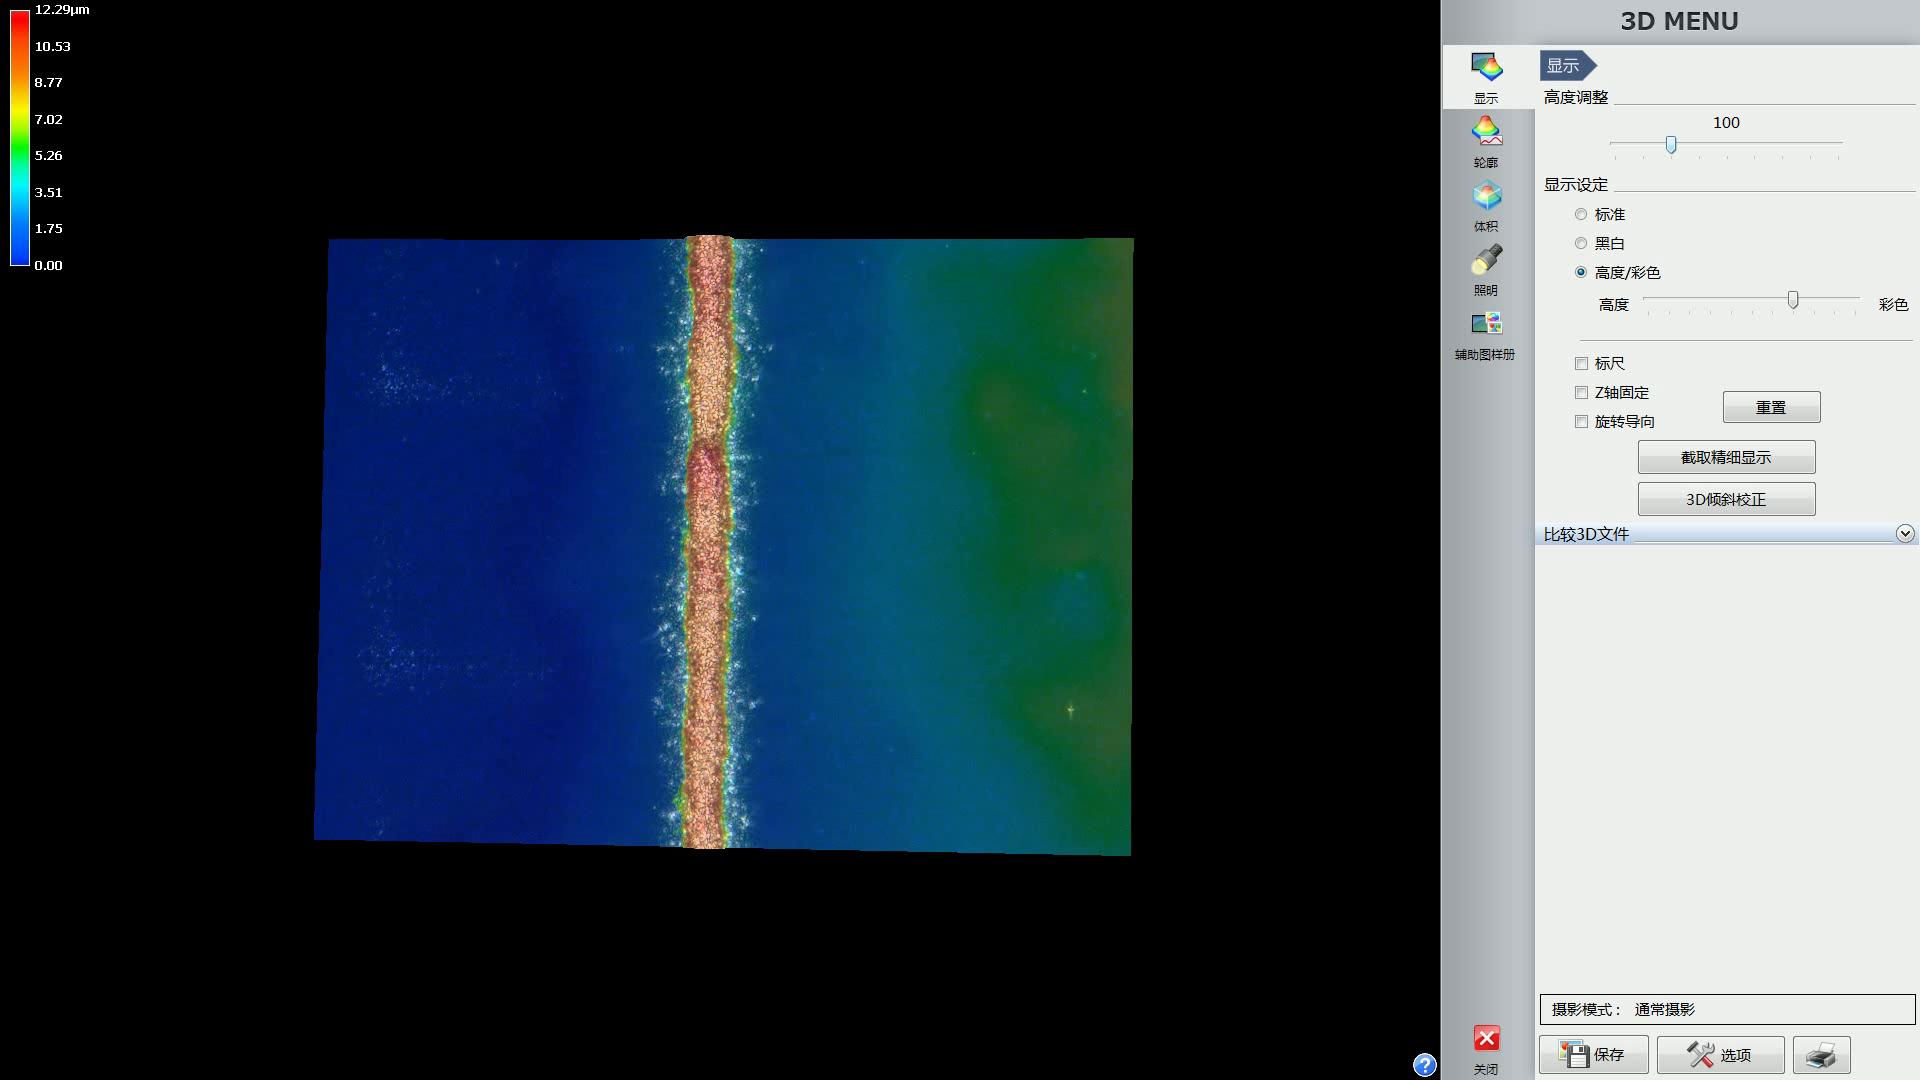 12.29μm
10.53
8.77
7.02
5.26
3.51
1.75
0.00
3D MENU
显示
轮廓
体积
照明
辅助图样册
关闭
显示
高度调整
100
显示设定
标准
黑白
高度/彩色
高度 彩色
标尺
Z轴固定
旋转导向
重置
截取精细显示
3D倾斜校正
比较3D文件
摄影模式： 通常摄影
保存 选项
?